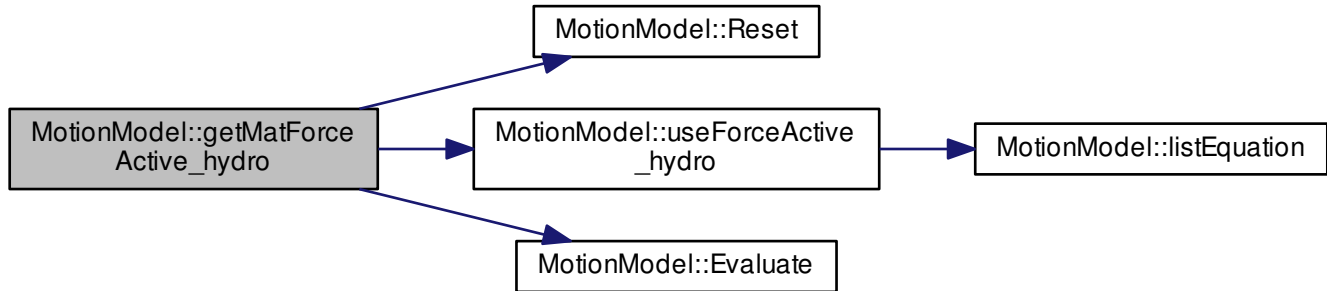 MotionModel::Reset
MotionModel::getMatForce
Active_hydro
MotionModel::useForceActive
_hydro
MotionModel::listEquation
MotionModel::Evaluate